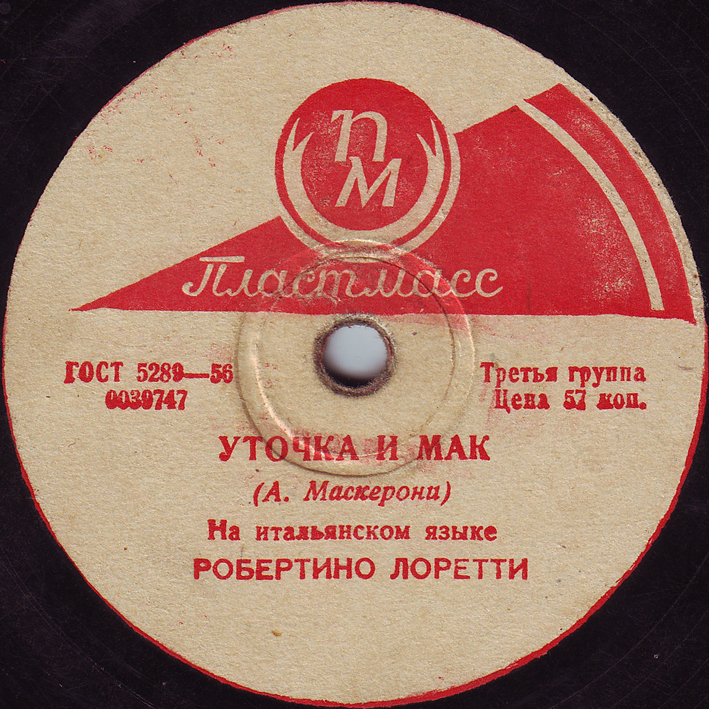 ПМ
Пластмасс
ГОСТ 5289—56
0039747
Третья группа
Цена 57 коп.
УТОЧКА И МАК
(А. Маскерони)
На итальянском языке
РОБЕРТИНО ЛОРЕТТИ